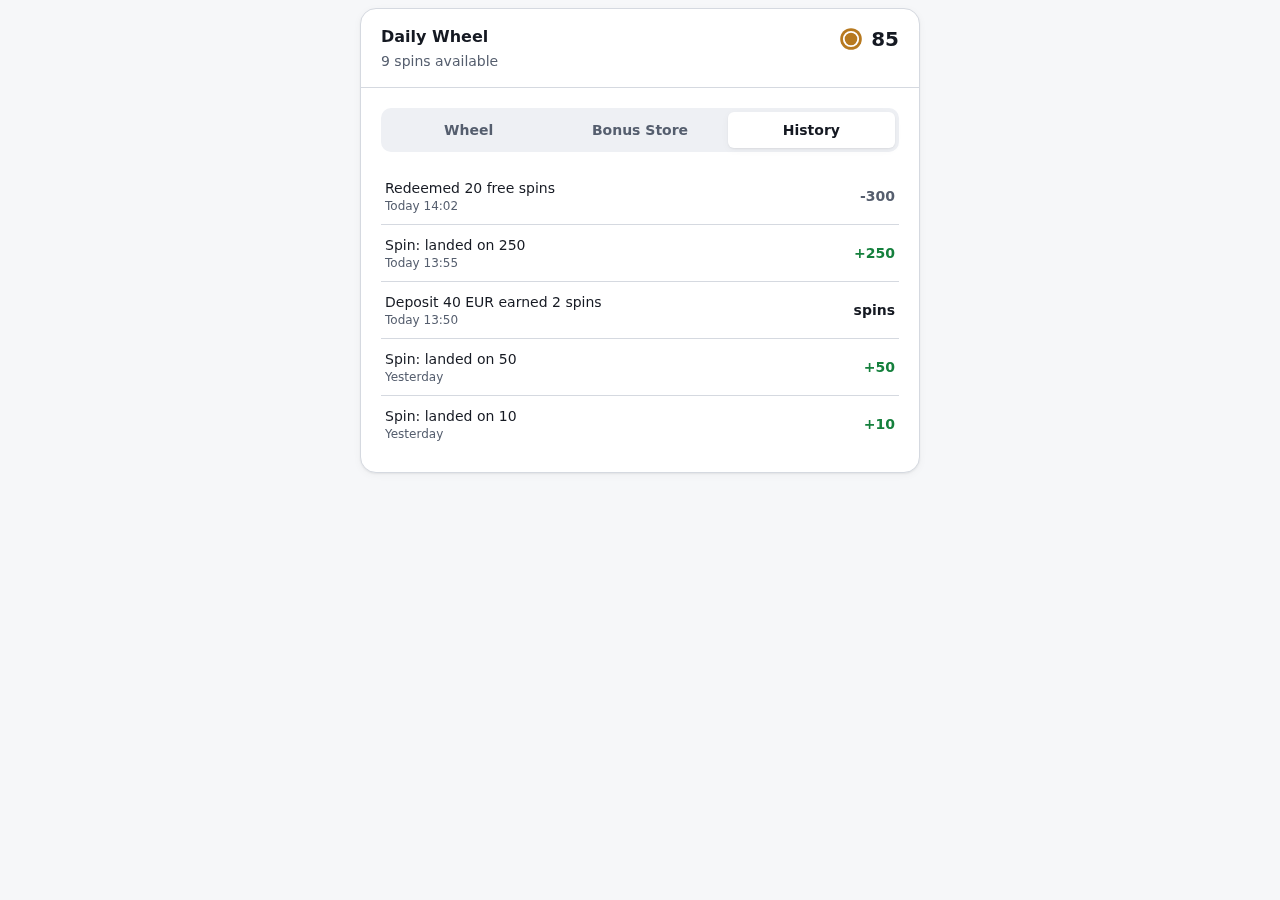 Daily Wheel
85
9 spins available
Wheel
Bonus Store
History
Redeemed 20 free spins
-300
Today 14:02
Spin: landed on 250
+250
Today 13:55
Deposit 40 EUR earned 2 spins
spins
Today 13:50
Spin: landed on 50
+50
Yesterday
Spin: landed on 10
+10
Yesterday